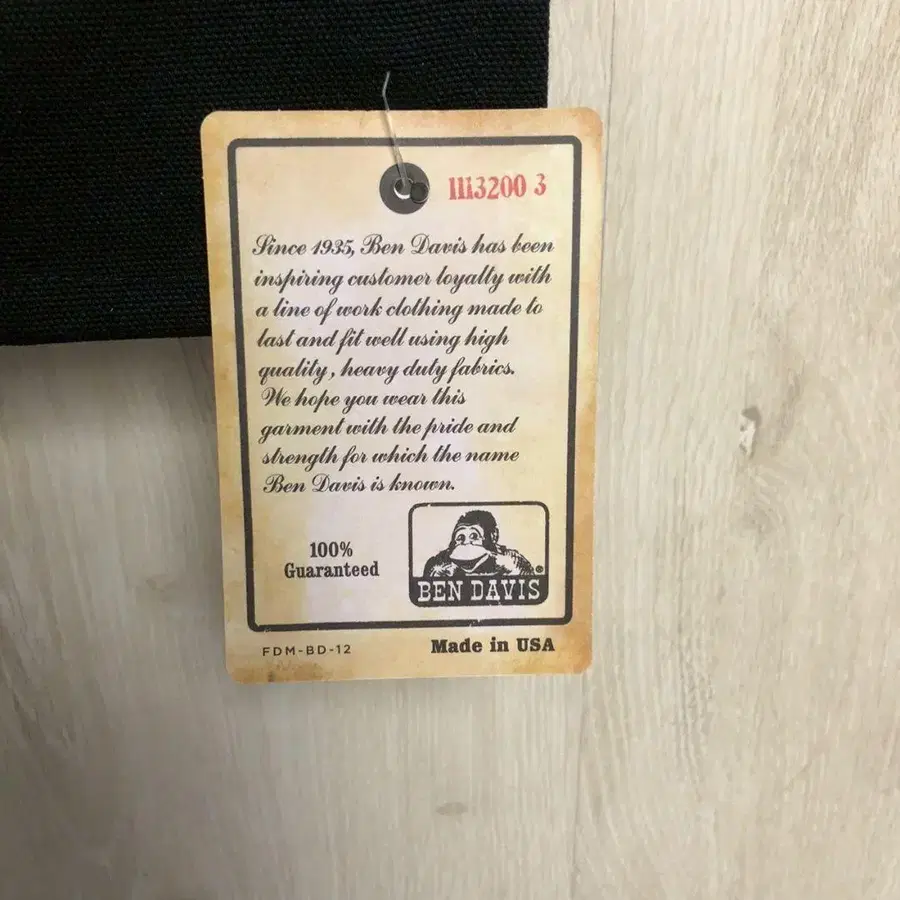 1113200 3
Since 1935, Ben Davis has been
inspiring customer loyalty with
a line of work clothing made to
last and fit well using high
quality, heavy duty fabrics.
We hope you wear this
garment with the pride and
strength for which the name
Ben Davis is known.
100%
Guaranteed
BEN DAVIS ®
FDM-BD-12
Made in USA